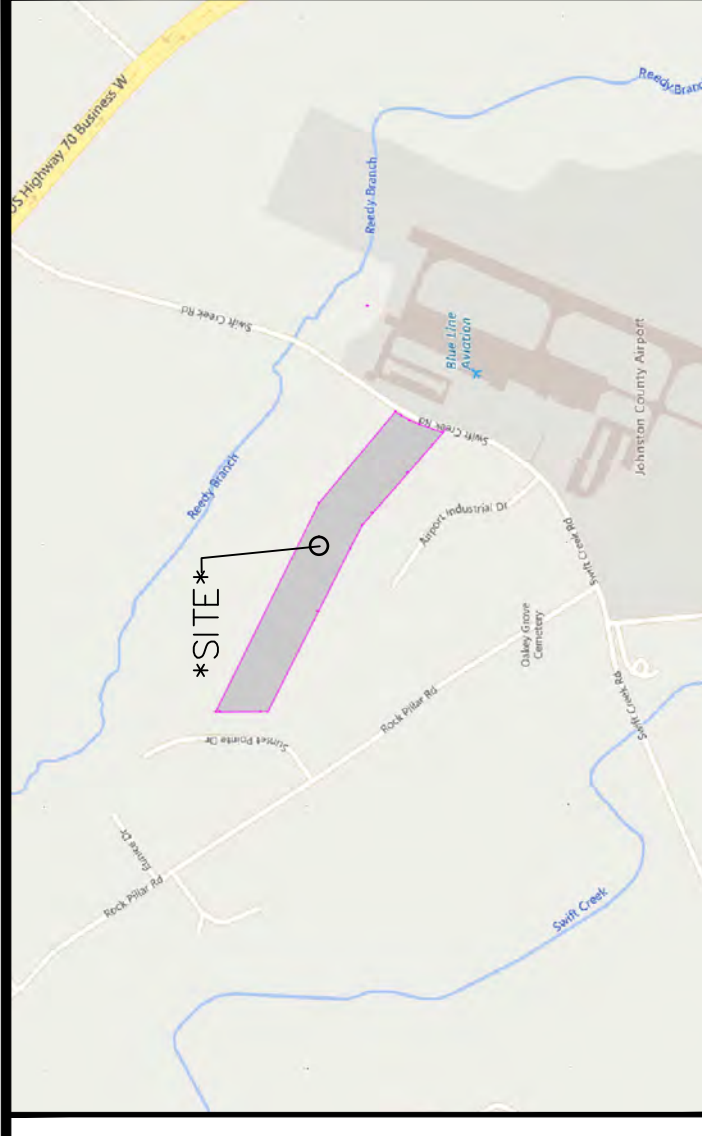 US Highway 70 Business W
Reedy Branch
Reedy Branch
Swift Creek Rd
Blue Line
Aviation
Reedy Branch
Swift Creek Rd
*SITE*
Airport Industrial Dr
Johnston County Airport
Swift Creek Rd
Oakey Grove
Cemetery
Sunset Pointe Dr
Rock Pillar Rd
Swift Creek Rd
Eunice Dr
Rock Pillar Rd
Swift Creek